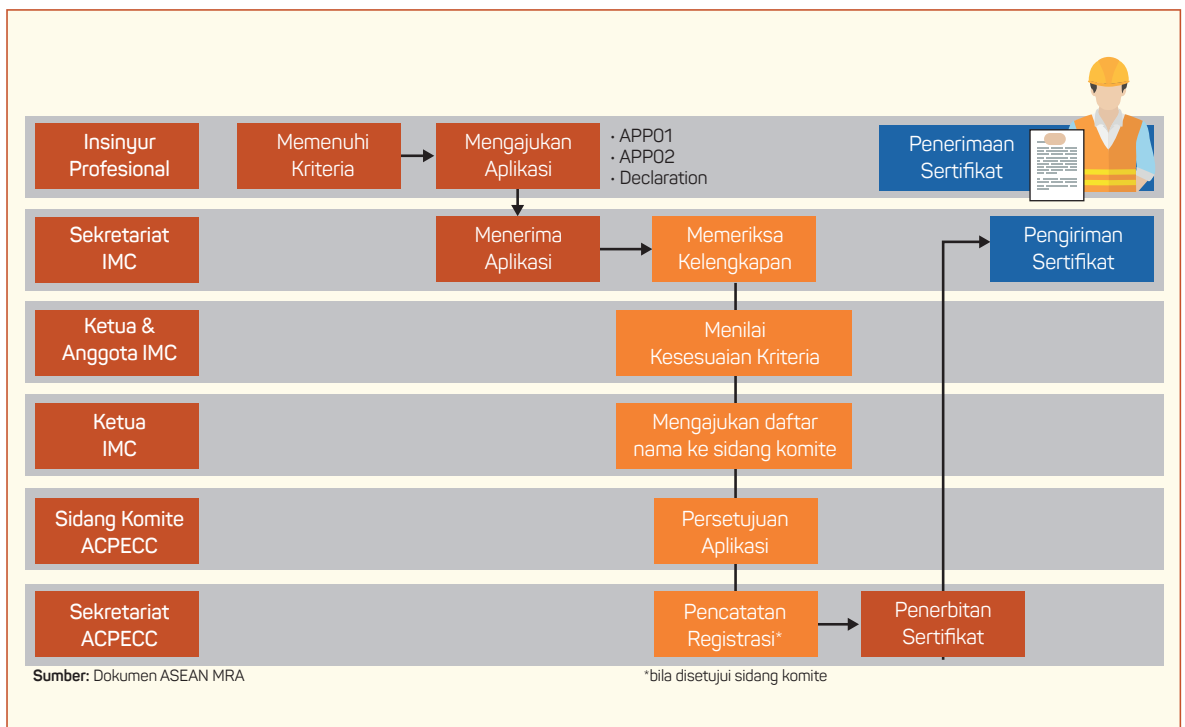 Insinyur
Profesional
Memenuhi
Kriteria
Mengajukan
Aplikasi
· APP01
· APP02
· Declaration
Penerimaan
Sertifikat
Sekretariat
IMC
Menerima
Aplikasi
Memeriksa
Kelengkapan
Pengiriman
Sertifikat
Ketua &
Anggota IMC
Menilai
Kesesuaian Kriteria
Ketua
IMC
Mengajukan daftar
nama ke sidang komite
Sidang Komite
ACPECC
Persetujuan
Aplikasi
Sekretariat
ACPECC
Pencatatan
Registrasi*
Penerbitan
Sertifikat
Sumber: Dokumen ASEAN MRA
*bila disetujui sidang komite